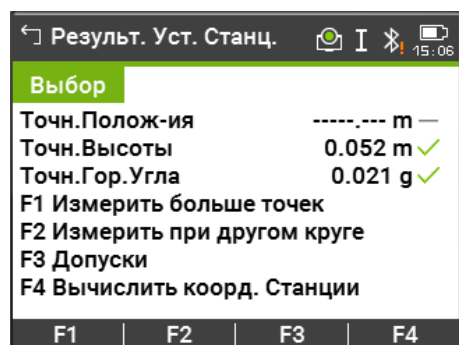 Результ. Уст. Станц. I 15:06
Выбор
Точн.Полож-ия -----.--- m —
Точн.Высоты 0.052 m ✓
Точн.Гор.Угла 0.021 g ✓
F1 Измерить больше точек
F2 Измерить при другом круге
F3 Допуски
F4 Вычислить коорд. Станции
F1 | F2 | F3 | F4